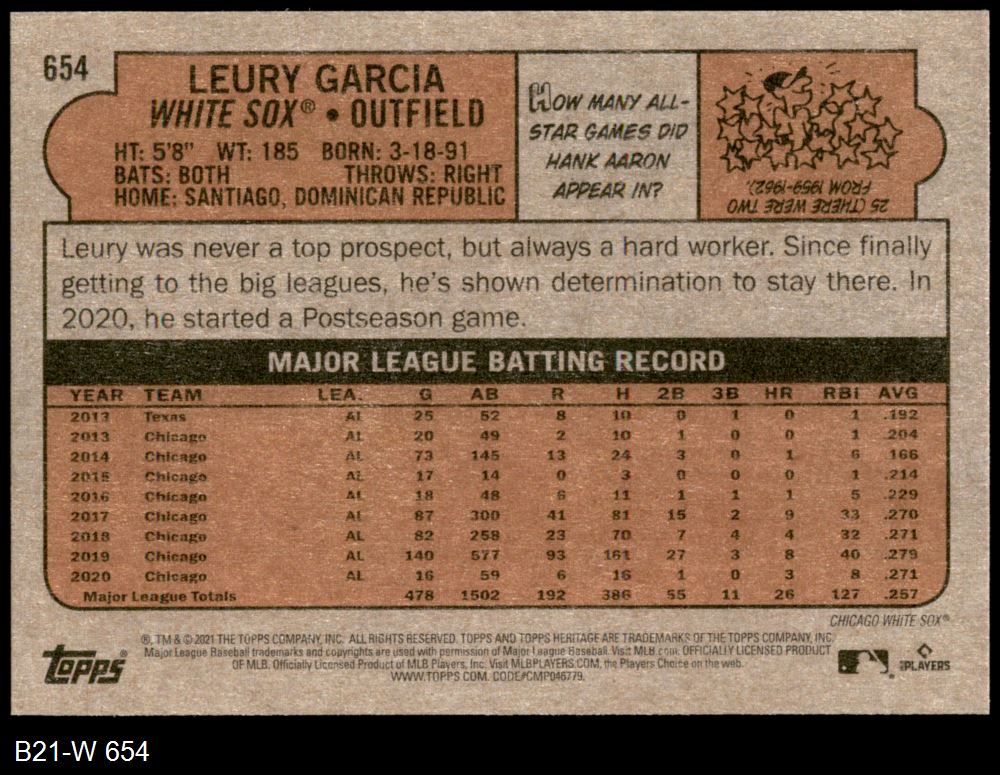 654
LEURY GARCIA
WHITE SOX® • OUTFIELD
HT: 5'8" WT: 185 BORN: 3-18-91
BATS: BOTH THROWS: RIGHT
HOME: SANTIAGO, DOMINICAN REPUBLIC
HOW MANY ALL-
STAR GAMES DID
HANK AARON
APPEAR IN?
25 (THERE WERE TWO
FROM 1959-1962).
Leury was never a top prospect, but always a hard worker. Since finally
getting to the big leagues, he's shown determination to stay there. In
2020, he started a Postseason game.
MAJOR LEAGUE BATTING RECORD
YEAR TEAM LEA. G AB R H 2B 3B HR RBI AVG
2013 Texas AL 25 52 8 10 0 1 0 1 .192
2013 Chicago AL 20 49 2 10 1 0 0 1 .204
2014 Chicago AL 73 145 13 24 3 0 1 6 .166
2015 Chicago AL 17 14 0 3 0 0 0 1 .214
2016 Chicago AL 18 48 6 11 1 1 1 5 .229
2017 Chicago AL 87 300 41 81 15 2 9 33 .270
2018 Chicago AL 82 258 23 70 7 4 4 32 .271
2019 Chicago AL 140 577 93 161 27 3 8 40 .279
2020 Chicago AL 16 59 6 16 1 0 3 8 .271
Major League Totals 478 1502 192 386 55 11 26 127 .257
CHICAGO WHITE SOX®
®, TM & © 2021 THE TOPPS COMPANY, INC. ALL RIGHTS RESERVED. TOPPS AND TOPPS HERITAGE ARE TRADEMARKS OF THE TOPPS COMPANY, INC.
Major League Baseball trademarks and copyrights are used with permission of Major League Baseball. Visit MLB.com. OFFICIALLY LICENSED PRODUCT
OF MLB. Officially Licensed Product of MLB Players, Inc. Visit MLBPLAYERS.COM, the Players Choice on the web.
WWW.TOPPS.COM. CODE#CMP046779.
topps®
PLAYERS
B21-W 654